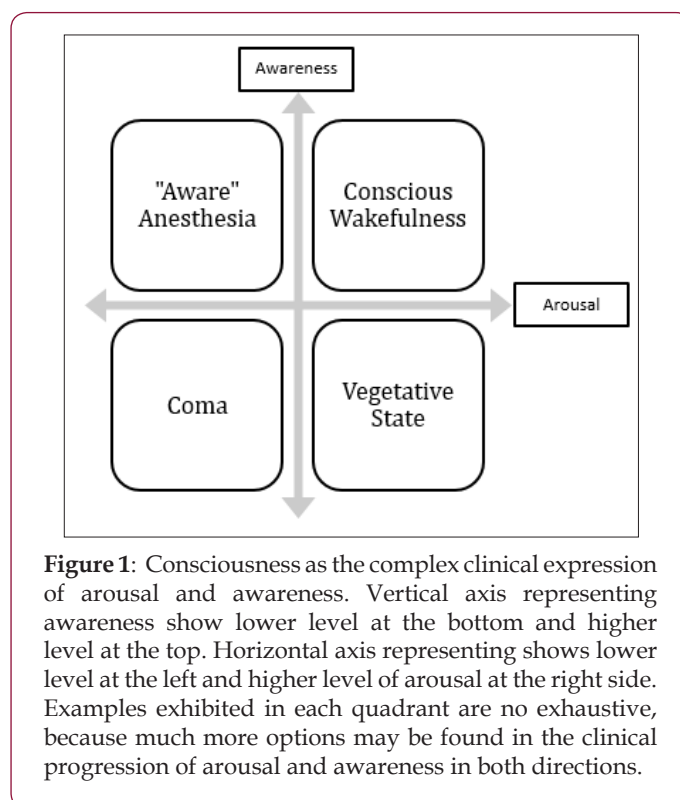 Awareness
"Aware"
Anesthesia
Conscious
Wakefulness
Arousal
Coma
Vegetative
State
Figure 1: Consciousness as the complex clinical expression
of arousal and awareness. Vertical axis representing
awareness show lower level at the bottom and higher
level at the top. Horizontal axis representing shows lower
level at the left and higher level of arousal at the right side.
Examples exhibited in each quadrant are no exhaustive,
because much more options may be found in the clinical
progression of arousal and awareness in both directions.